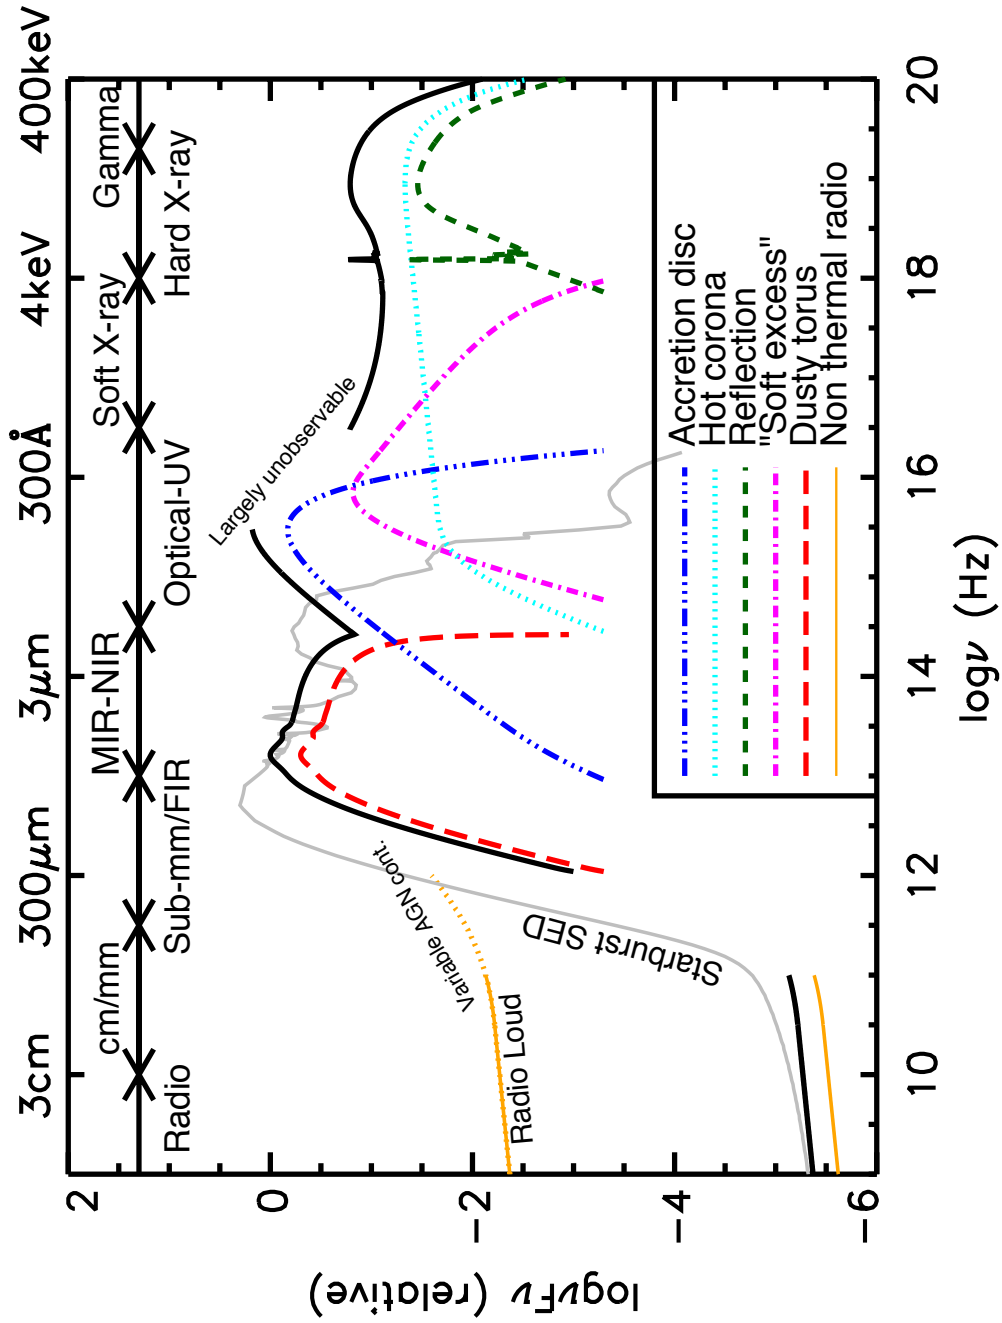 3cm 300μm 3μm 300Å 4keV 400keV
cm/mm MIR-NIR Soft X-ray Gamma
Radio Sub-mm/FIR Optical-UV Hard X-ray
Largely unobservable
Variable AGN cont.
Radio Loud
Starburst SED
Accretion disc
Hot corona
Reflection
"Soft excess"
Dusty torus
Non thermal radio
2
0
-2
-4
-6
logνFν (relative)
10 12 14 16 18 20
logν (Hz)